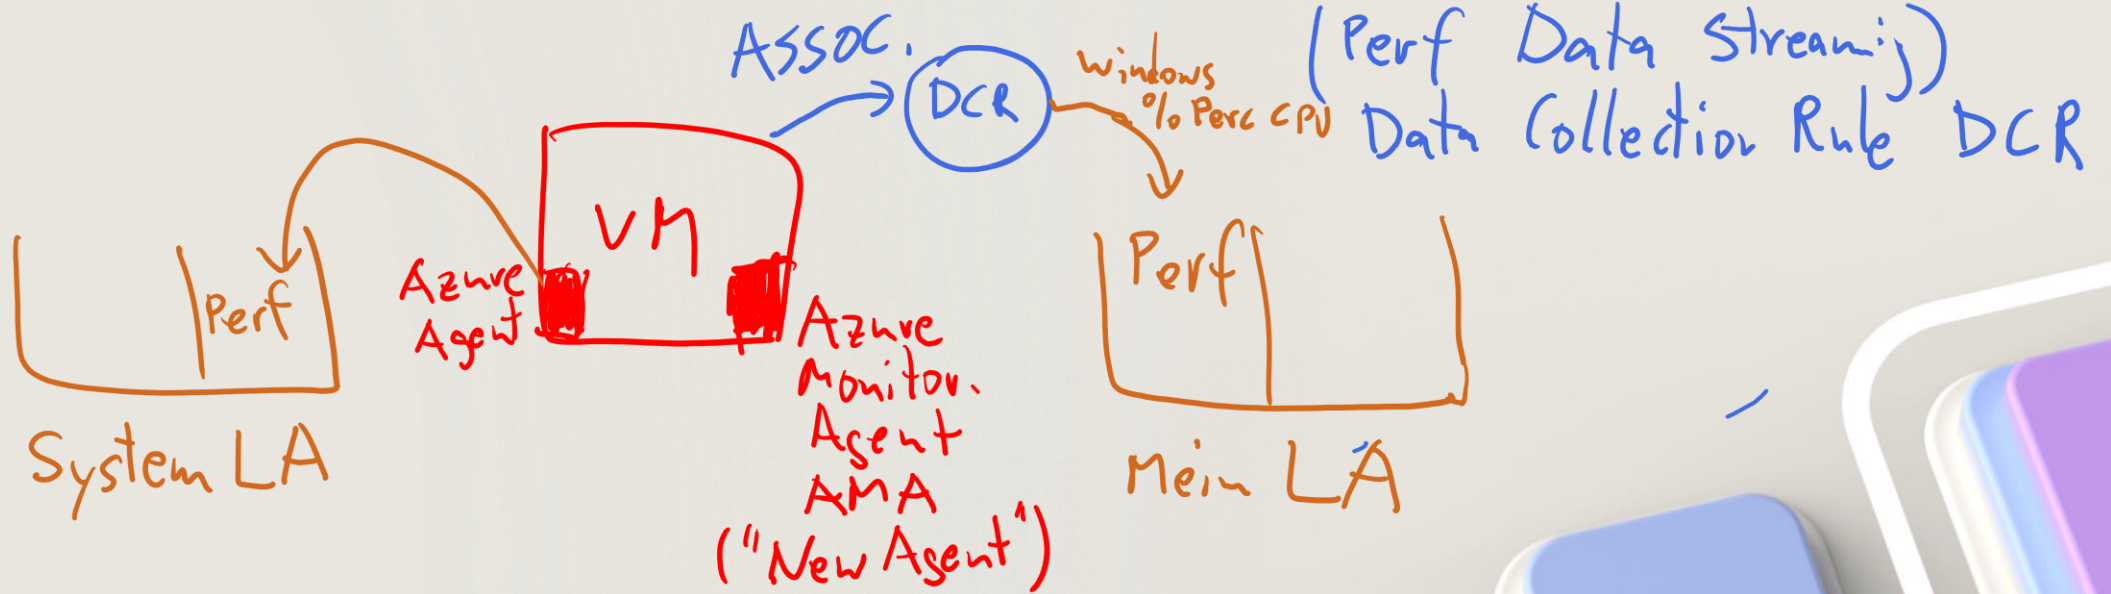 ASSOC.
DCR
Windows
% Perc CPU
(Perf Data Streaming)
Data Collection Rule DCR
VM
Azure
Agent
Perf
System LA
Azure
Monitor.
Agent
AMA
("New Agent")
Perf
Mein LA